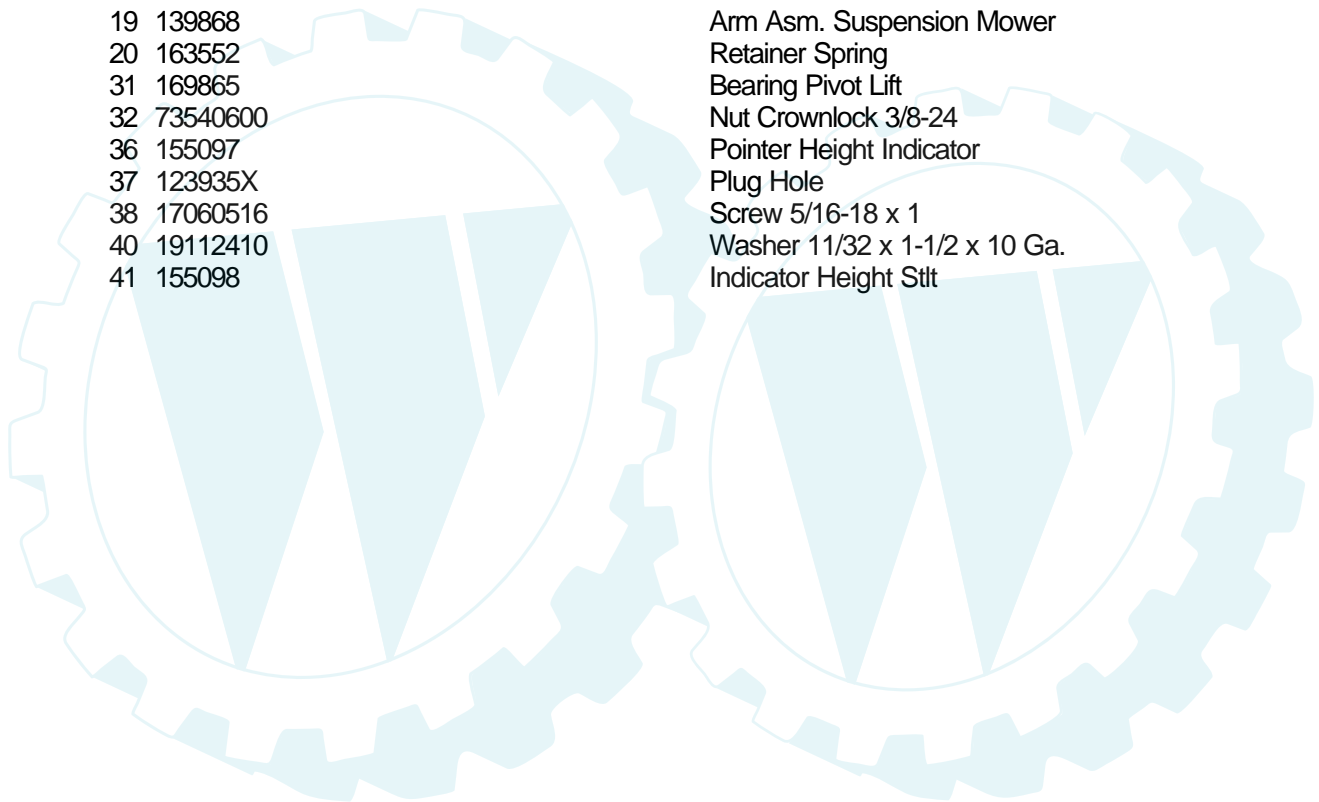 19 139868 Arm Asm. Suspension Mower
20 163552 Retainer Spring
31 169865 Bearing Pivot Lift
32 73540600 Nut Crownlock 3/8-24
36 155097 Pointer Height Indicator
37 123935X Plug Hole
38 17060516 Screw 5/16-18 x 1
40 19112410 Washer 11/32 x 1-1/2 x 10 Ga.
41 155098 Indicator Height Stlt